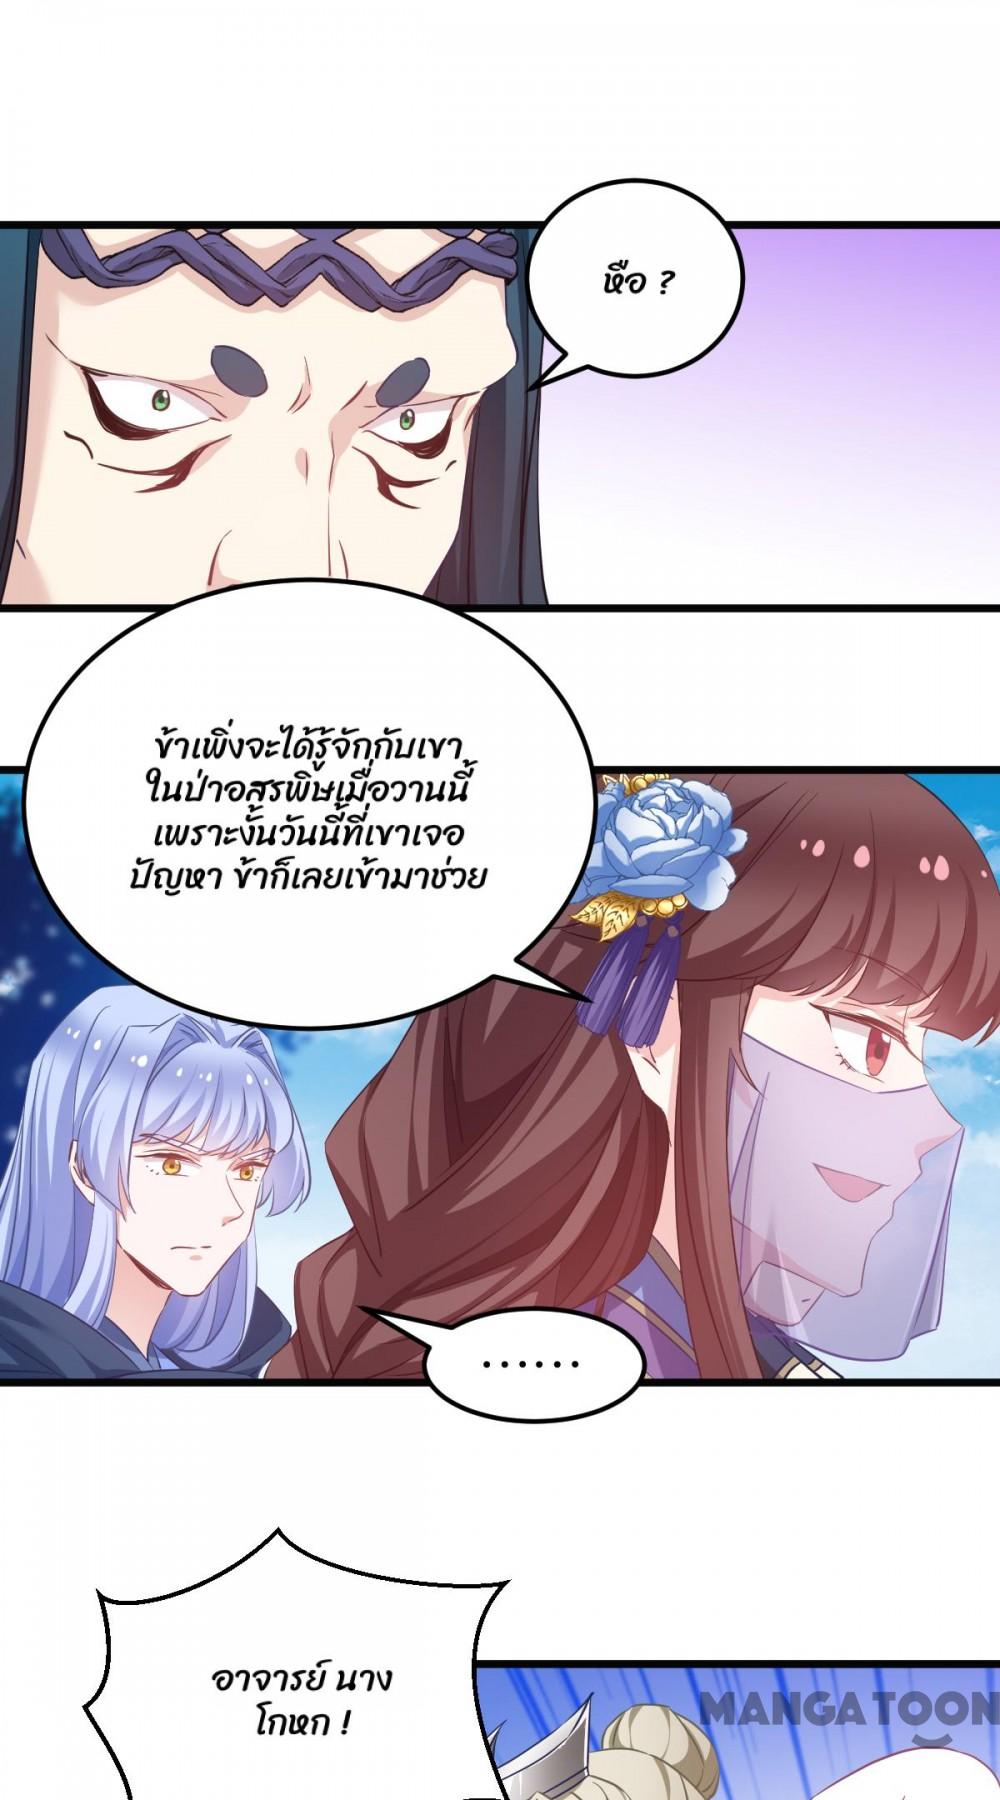 หือ ?
ข้าเพิ่งจะได้รู้จักกับเขา
ในป่าอสรพิษเมื่อวานนี้
เพราะงั้นวันนี้ที่เขาเจอ
ปัญหา ข้าก็เลยเข้ามาช่วย
......
อาจารย์ นาง
โกหก !
MANGA TOON